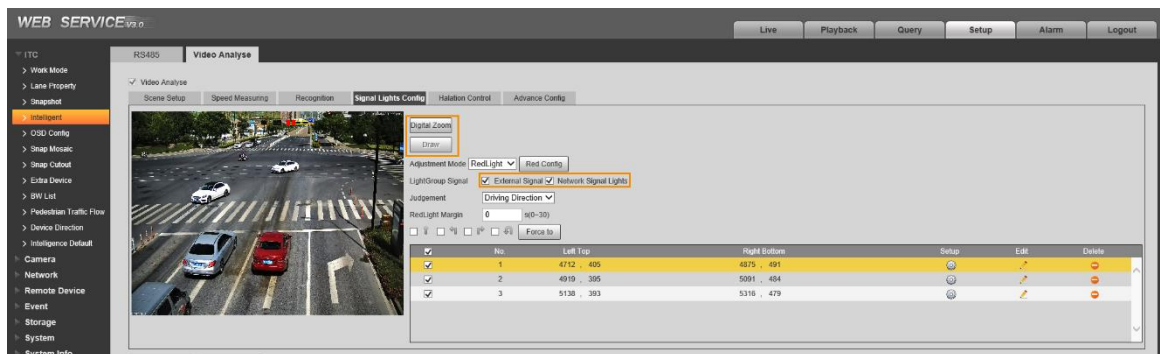 WEB SERVICE V3.0
Live Playback Query Setup Alarm Logout
ITC
RS485 Video Analyse
> Work Mode
> Lane Property
> Snapshot
> Intelligent
> OSD Config
> Snap Mosaic
> Snap Cutout
> Extra Device
> BW List
> Pedestrian Traffic Flow
> Device Direction
> Intelligence Default
Camera
Network
Remote Device
Event
Storage
System
System Info
Video Analyse
Scene Setup Speed Measuring Recognition Signal Lights Config Halation Control Advance Config
Digital Zoom
Draw
Adjustment Mode RedLight Red Config
LightGroup Signal External Signal Network Signal Lights
Judgement Driving Direction
RedLight Margin 0 s(0~30)
Force to
No. Left Top Right Bottom Setup Edit Delete
1 4712 , 405 4875 , 491
2 4919 , 395 5091 , 484
3 5138 , 393 5316 , 479